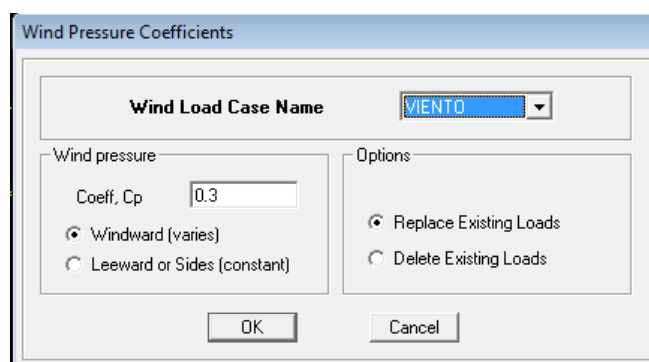 Wind Pressure Coefficients
Wind Load Case Name VIENTO
Wind pressure
Coeff, Cp 0.3
Windward (varies)
Leeward or Sides (constant)
Options
Replace Existing Loads
Delete Existing Loads
OK Cancel